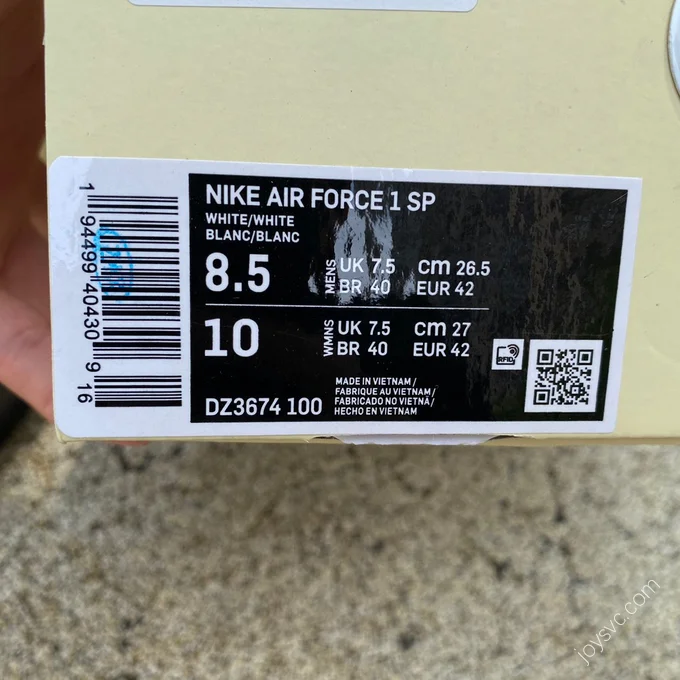 NIKE AIR FORCE 1 SP
WHITE/WHITE
BLANC/BLANC
8.5
MENS
UK 7.5 cm 26.5
BR 40 EUR 42
10
WMNS
UK 7.5 cm 27
BR 40 EUR 42
RFID
MADE IN VIETNAM/
FABRIQUE AU VIETNAM/
FABRICADO NO VIETNÃ/
HECHO EN VIETNAM
DZ3674 100
1 94499 40430 9 16
joysvc.com